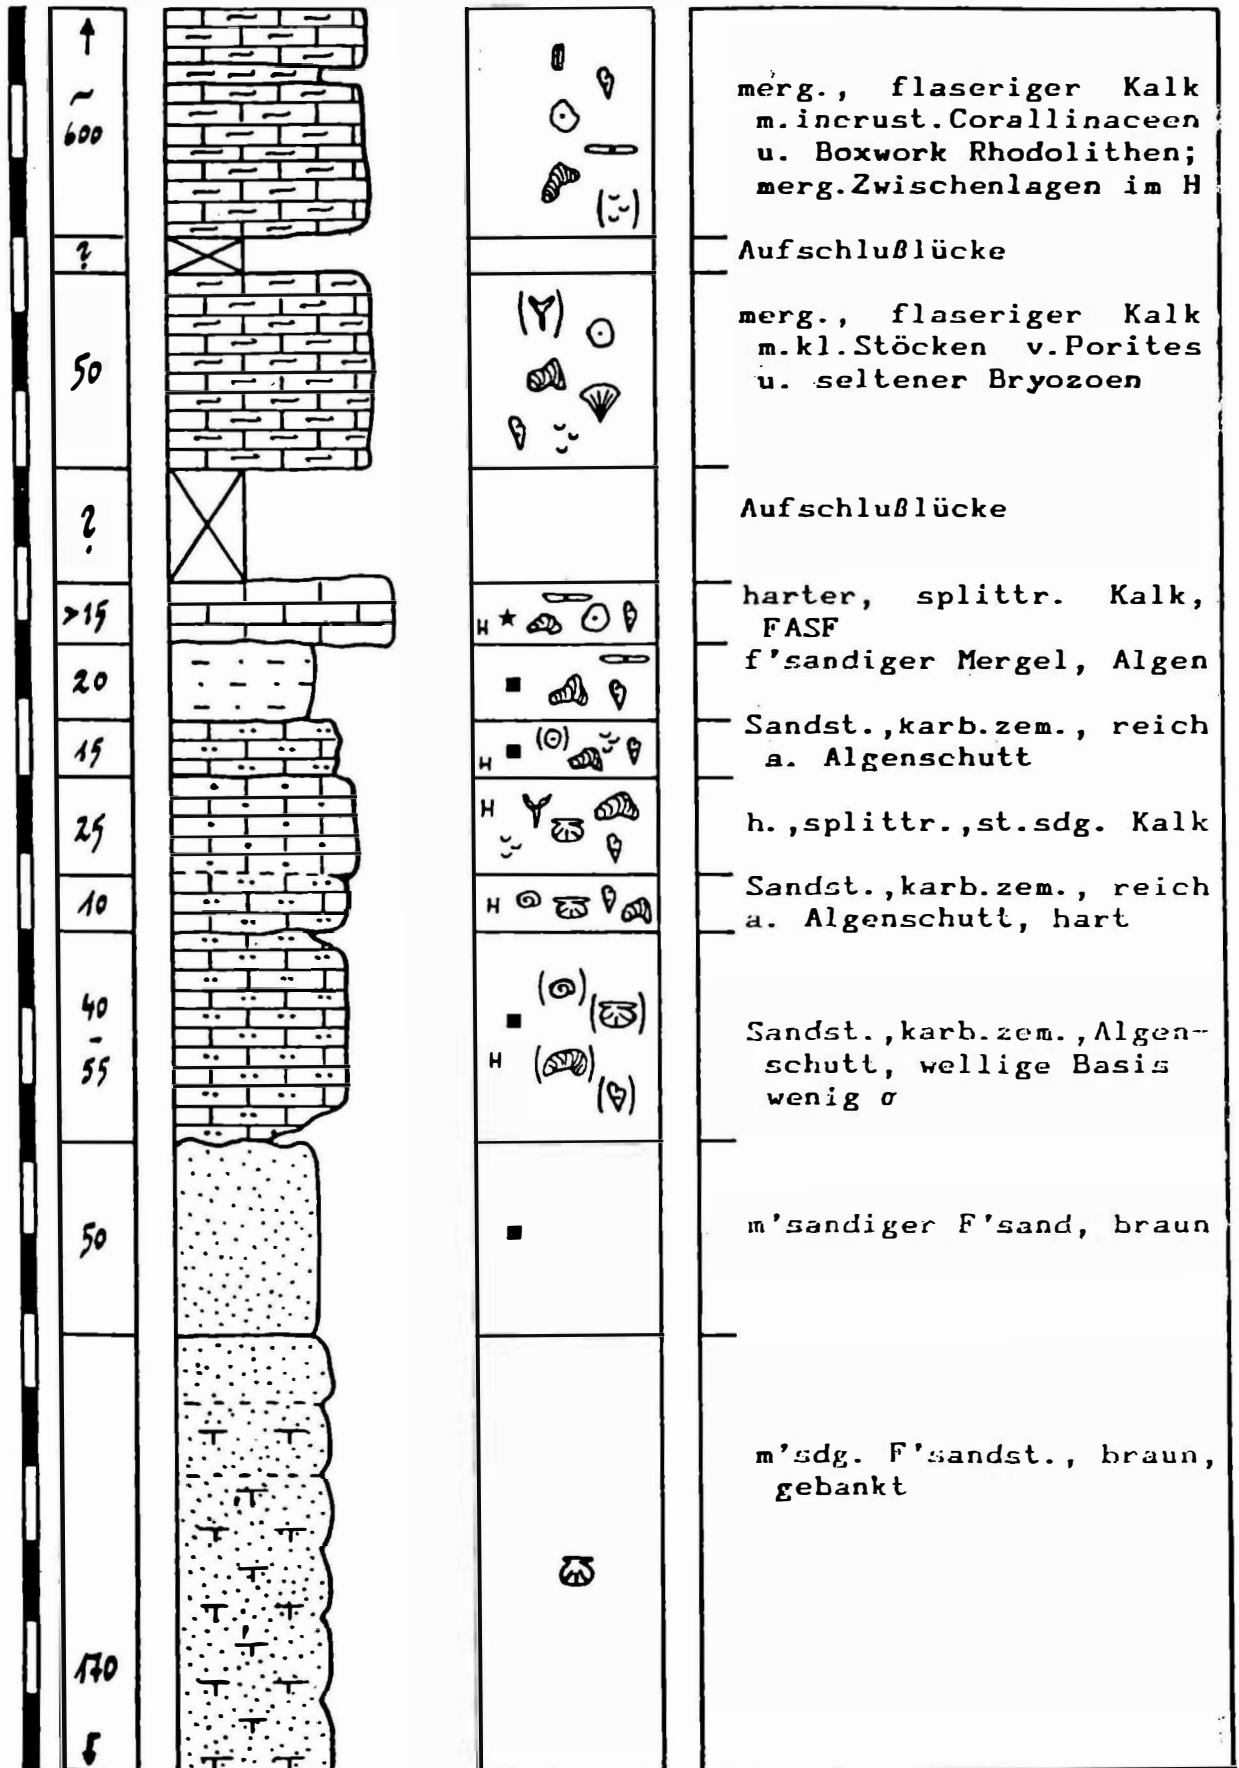 ~
600
merg., flaseriger Kalk
m.incrust.Corallinaceen
u. Boxwork Rhodolithen;
merg.Zwischenlagen im H
?
Aufschlußlücke
50
merg., flaseriger Kalk
m.kl.Stöcken v.Porites
u. seltener Bryozoen
?
Aufschlußlücke
>15
H
harter, splittr. Kalk,
FASF
20
f'sandiger Mergel, Algen
15
H
Sandst.,karb.zem., reich
a. Algenschutt
25
H
h.,splittr.,st.sdg. Kalk
10
H
Sandst.,karb.zem., reich
a. Algenschutt, hart
40
-
55
H
Sandst.,karb.zem.,Algen-
schutt, wellige Basis
wenig σ
50
m'sandiger F'sand, braun
170
m'sdg. F'sandst., braun,
gebankt